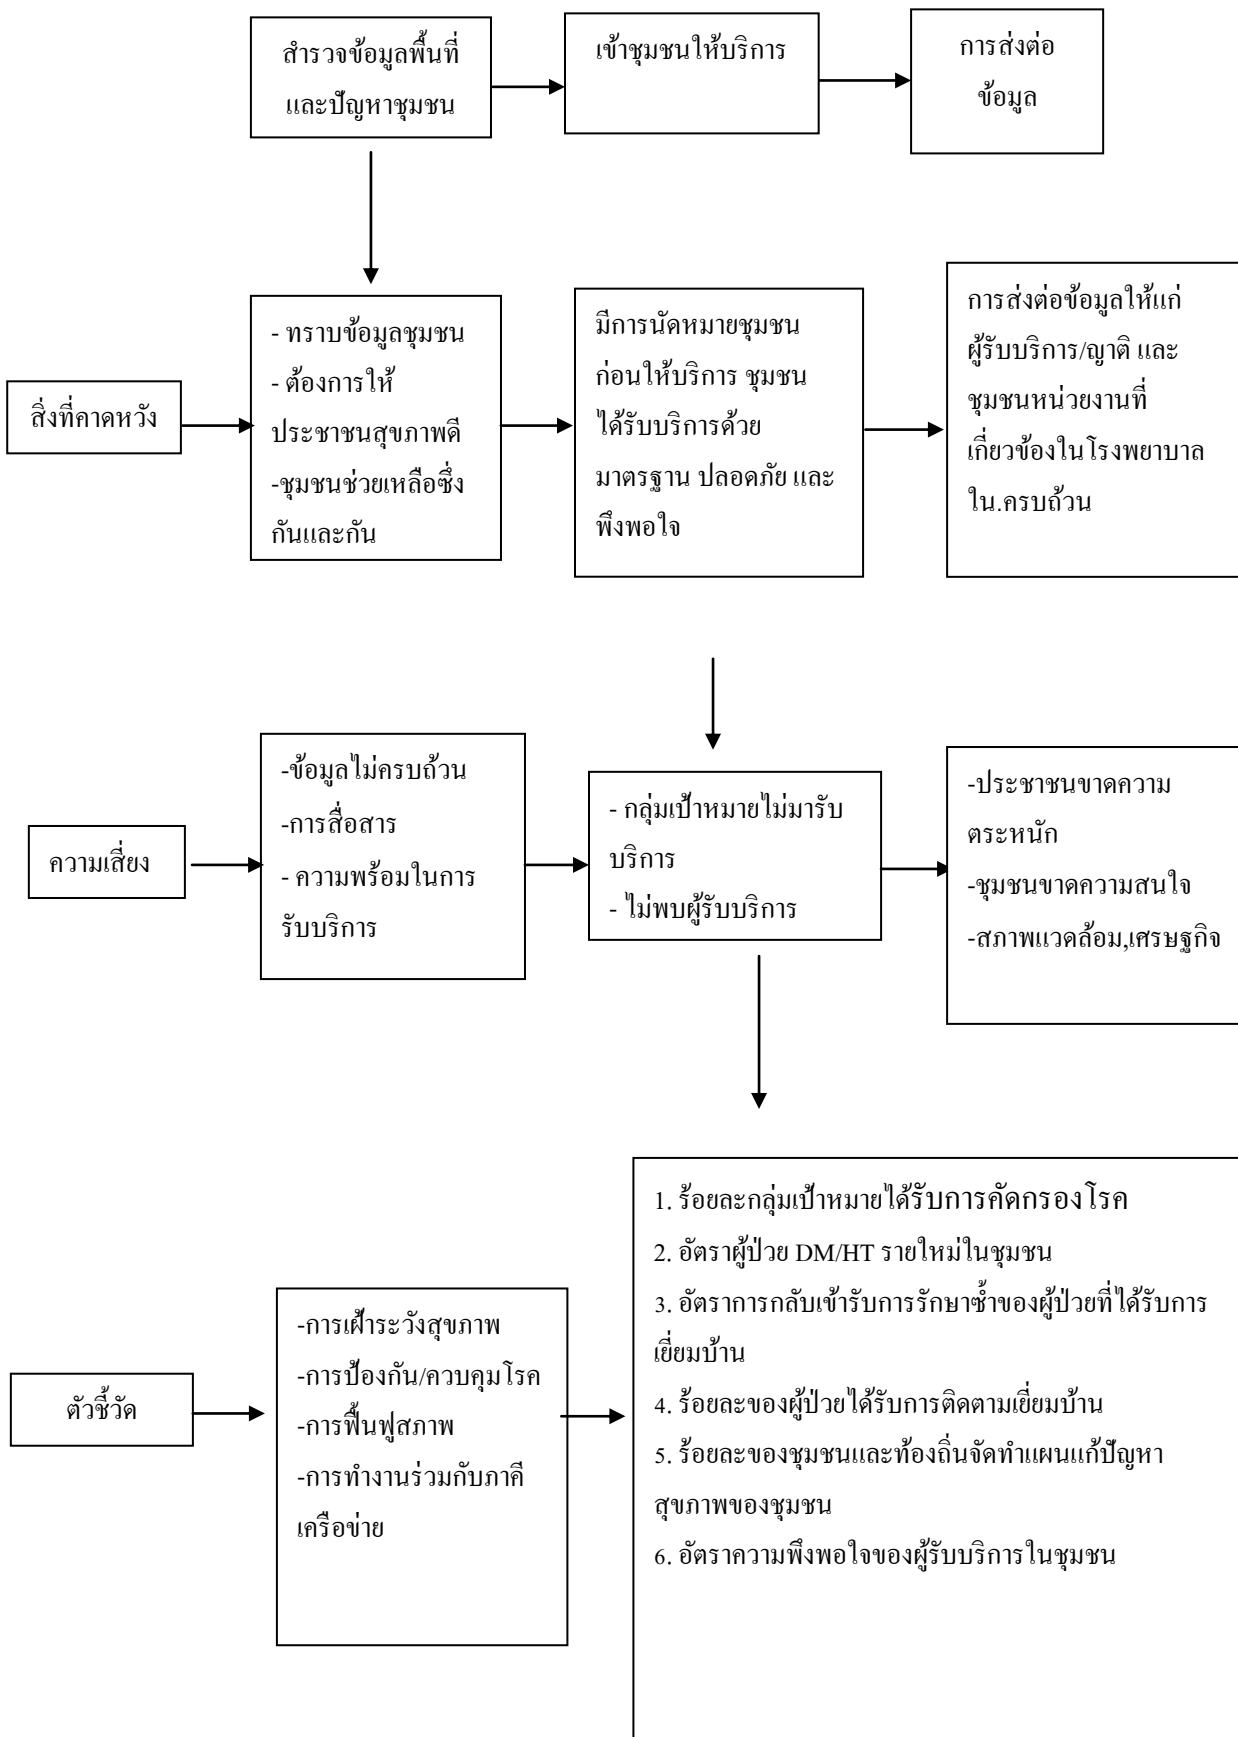 สำรวจข้อมูลพื้นที่
และปัญหาชุมชน
เข้าชุมชนให้บริการ
การส่งต่อ
ข้อมูล
สิ่งที่คาดหวัง
- ทราบข้อมูลชุมชน
- ต้องการให้
ประชาชนสุขภาพดี
-ชุมชนช่วยเหลือซึ่ง
กันและกัน
มีการนัดหมายชุมชน
ก่อนให้บริการ ชุมชน
ได้รับบริการด้วย
มาตรฐาน ปลอดภัย และ
พึงพอใจ
การส่งต่อข้อมูลให้แก่
ผู้รับบริการ/ญาติ และ
ชุมชนหน่วยงานที่
เกี่ยวข้องในโรงพยาบาล
ใน.ครบถ้วน
ความเสี่ยง
-ข้อมูลไม่ครบถ้วน
-การสื่อสาร
- ความพร้อมในการ
รับบริการ
- กลุ่มเป้าหมายไม่มารับ
บริการ
- ไม่พบผู้รับบริการ
-ประชาชนขาดความ
ตระหนัก
-ชุมชนขาดความสนใจ
-สภาพแวดล้อม,เศรษฐกิจ
ตัวชี้วัด
-การเฝ้าระวังสุขภาพ
-การป้องกัน/ควบคุมโรค
-การฟื้นฟูสภาพ
-การทำงานร่วมกับภาคี
เครือข่าย
1. ร้อยละกลุ่มเป้าหมายได้รับการคัดกรองโรค
2. อัตราผู้ป่วย DM/HT รายใหม่ในชุมชน
3. อัตราการกลับเข้ารับการรักษาซ้ำของผู้ป่วยที่ได้รับการ
เยี่ยมบ้าน
4. ร้อยละของผู้ป่วยได้รับการติดตามเยี่ยมบ้าน
5. ร้อยละของชุมชนและท้องถิ่นจัดทำแผนแก้ปัญหา
สุขภาพของชุมชน
6. อัตราความพึงพอใจของผู้รับบริการในชุมชน